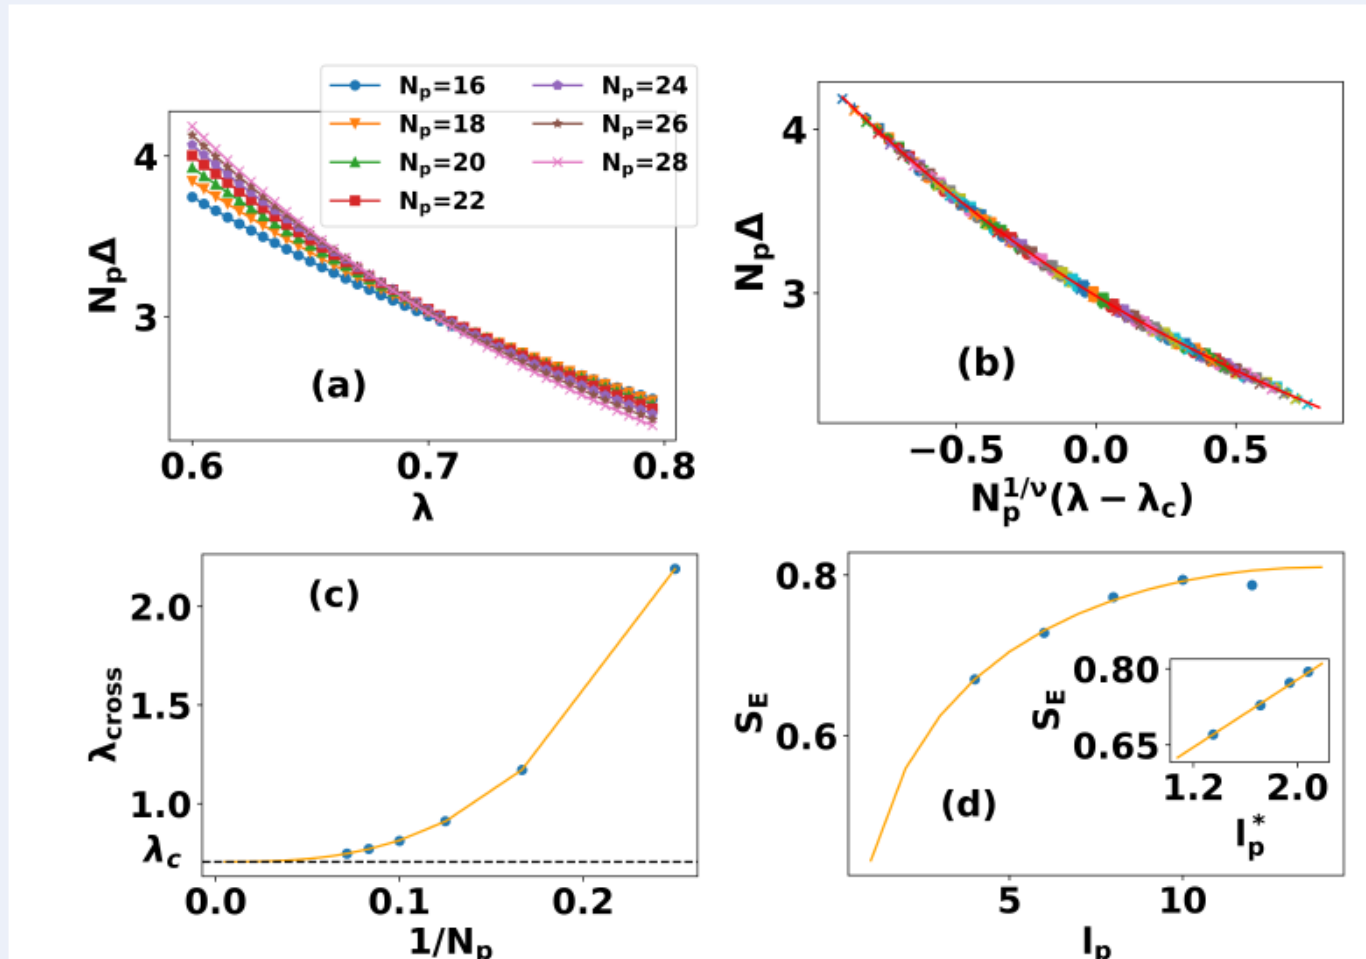 N_p=16
N_p=18
N_p=20
N_p=22
N_p=24
N_p=26
N_p=28
4
3
N_pΔ
(a)
0.6 0.7 0.8
λ
4
3
N_pΔ
(b)
−0.5 0.0 0.5
N_p^{1/ν}(λ − λ_c)
2.0
1.5
1.0
λ_c
λ_cross
(c)
0.0 0.1 0.2
1/N_p
0.8
0.6
S_E
(d)
5 10
l_p
0.80
0.65
S_E
1.2 2.0
l_p^*